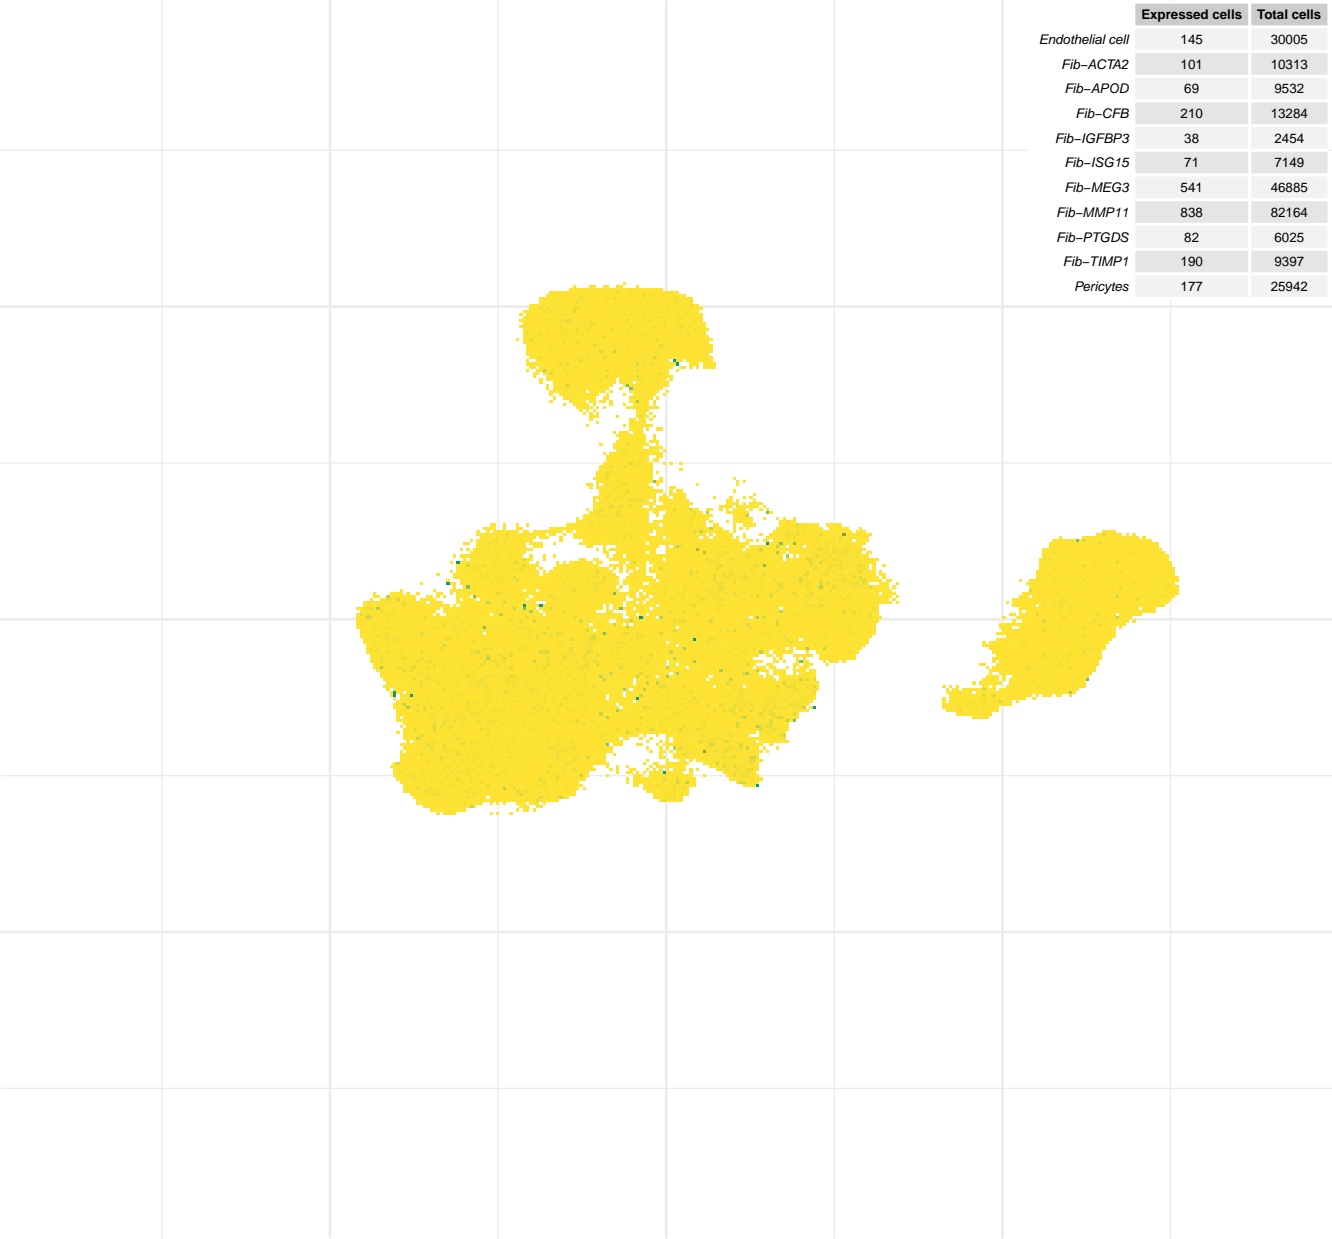 Expressed cells Total cells
Endothelial cell 145 30005
Fib−ACTA2 101 10313
Fib−APOD 69 9532
Fib−CFB 210 13284
Fib−IGFBP3 38 2454
Fib−ISG15 71 7149
Fib−MEG3 541 46885
Fib−MMP11 838 82164
Fib−PTGDS 82 6025
Fib−TIMP1 190 9397
Pericytes 177 25942